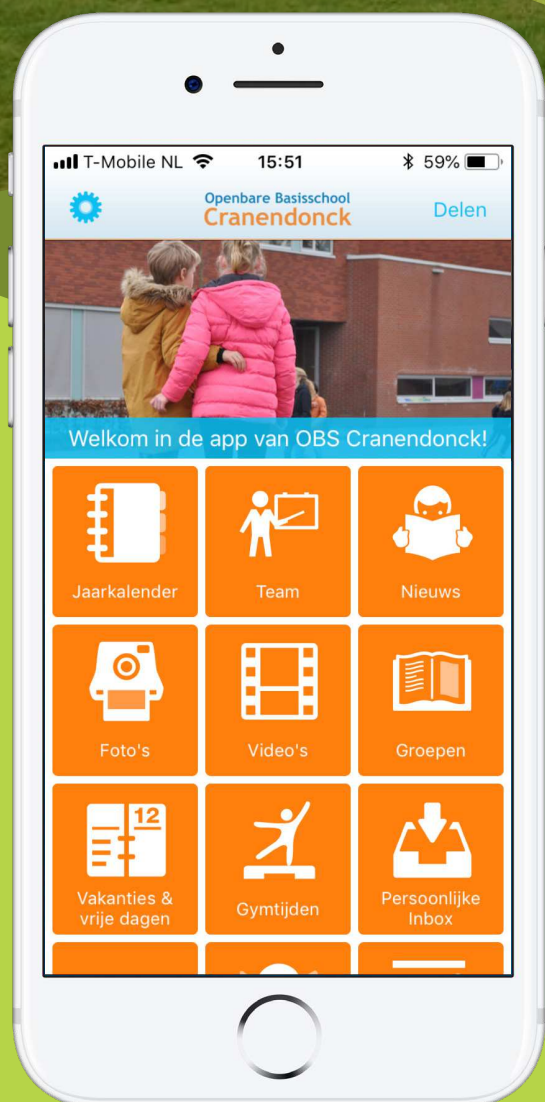 T-Mobile NL 15:51 59%
Openbare Basisschool
Cranendonck
Delen
Welkom in de app van OBS Cranendonck!
Jaarkalender
Team
Nieuws
Foto's
Video's
Groepen
12
Vakanties &
vrije dagen
Gymtijden
Persoonlijke
Inbox